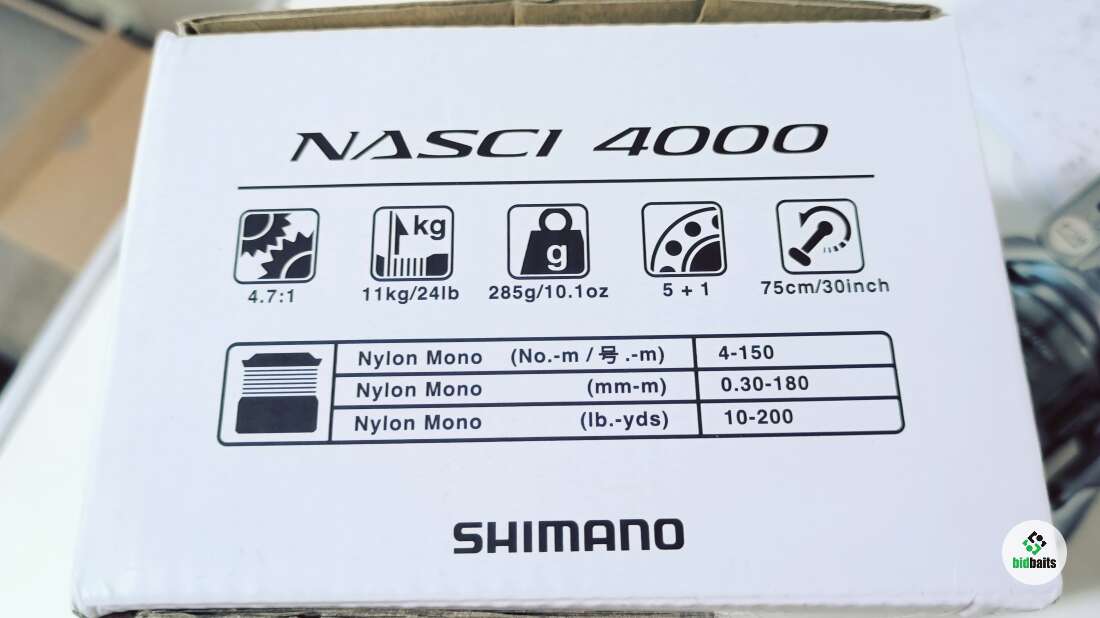 NASCI 4000
kg g
4.7:1 11kg/24lb 285g/10.1oz 5 + 1 75cm/30inch
Nylon Mono (No.-m / 号 .-m) 4-150
Nylon Mono (mm-m) 0.30-180
Nylon Mono (lb.-yds) 10-200
SHIMANO
bidbaits